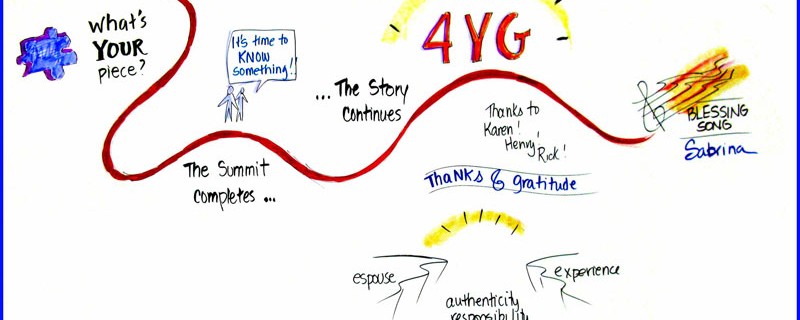 What's
YOUR
piece?
It's time to
KNOW
something!!
4YG
... The Story
Continues
The Summit
Completes ...
Thanks to
Karen!
Henry!
Rick!
ThaNKS & gratitude
BLESSING
SONG
Sabrina
espouse
experience
authenticity
responsibility